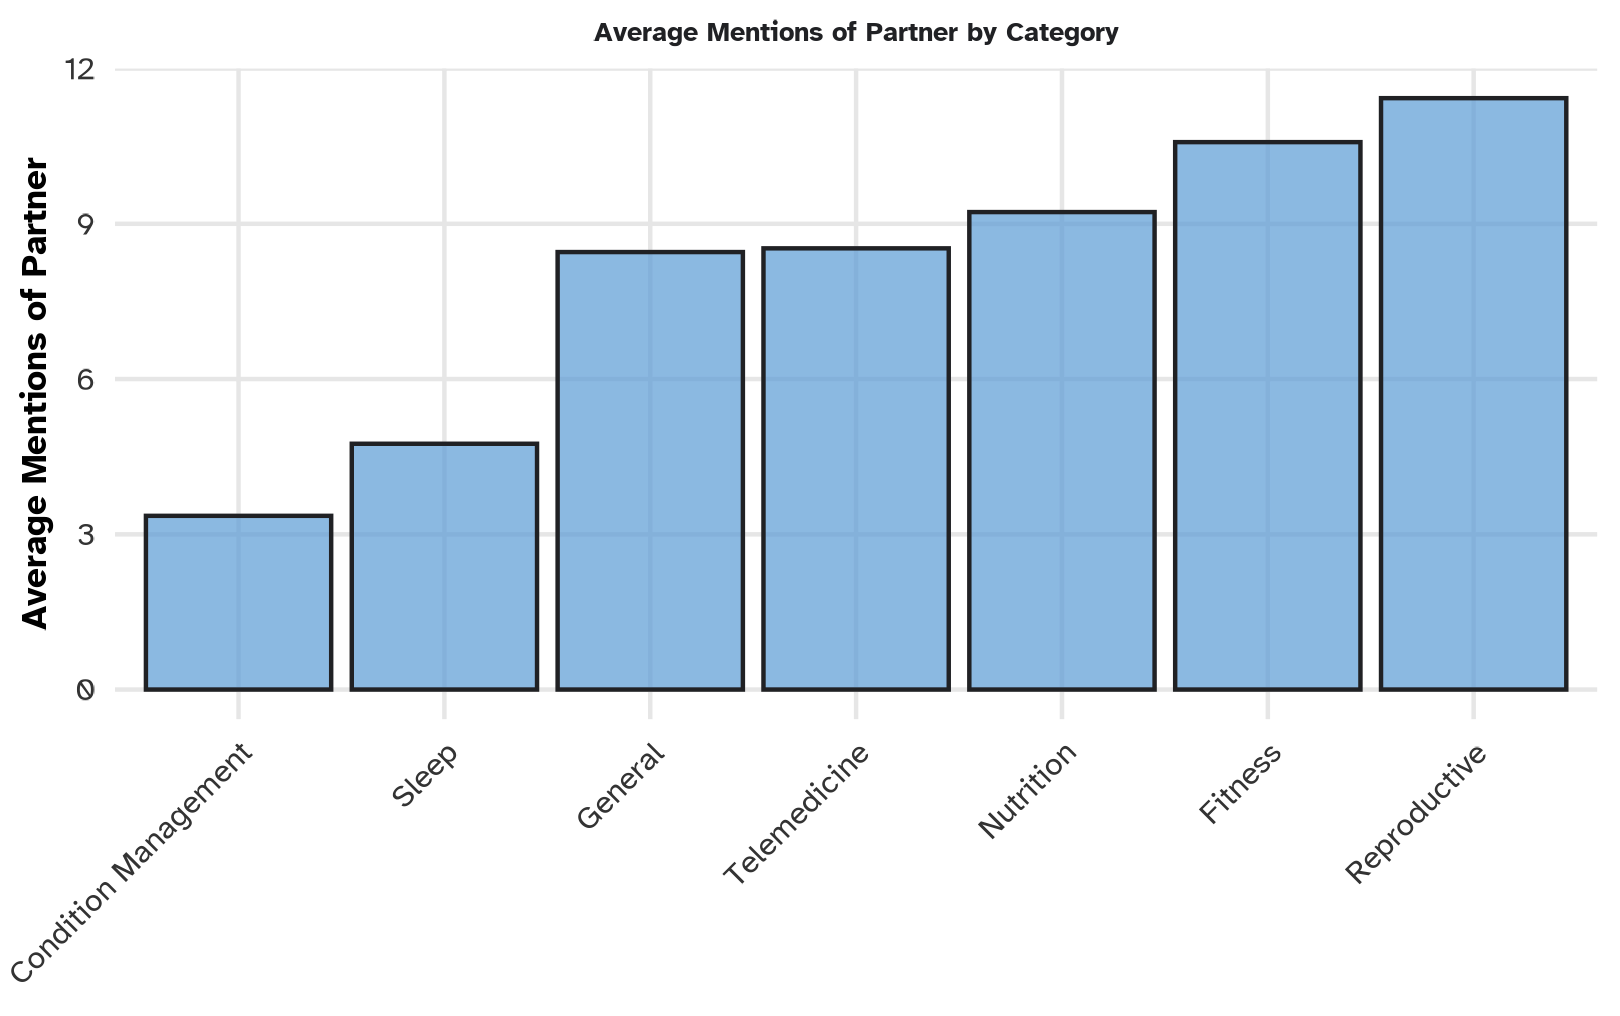 Average Mentions of Partner by Category
Average Mentions of Partner
12
9
6
3
0
Condition Management
Sleep
General
Telemedicine
Nutrition
Fitness
Reproductive